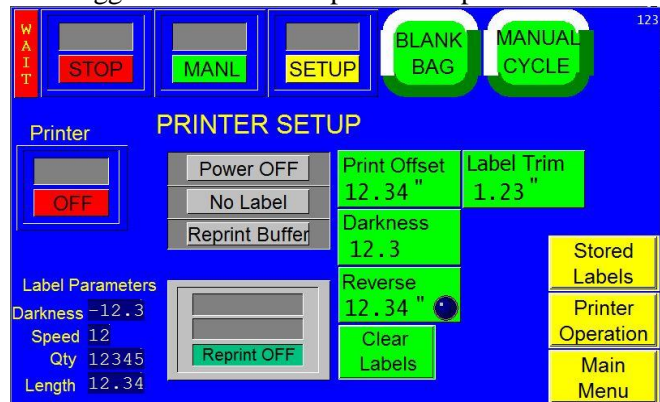 WAIT
STOP
MANL
SETUP
BLANK
BAG
MANUAL
CYCLE
123
Printer
OFF
PRINTER SETUP
Power OFF
No Label
Reprint Buffer
Print Offset
12.34 "
Label Trim
1.23 "
Darkness
12.3
Reverse
12.34 "
Clear
Labels
Label Parameters
Darkness -12.3
Speed 12
Qty 12345
Length 12.34
Reprint OFF
Stored
Labels
Printer
Operation
Main
Menu